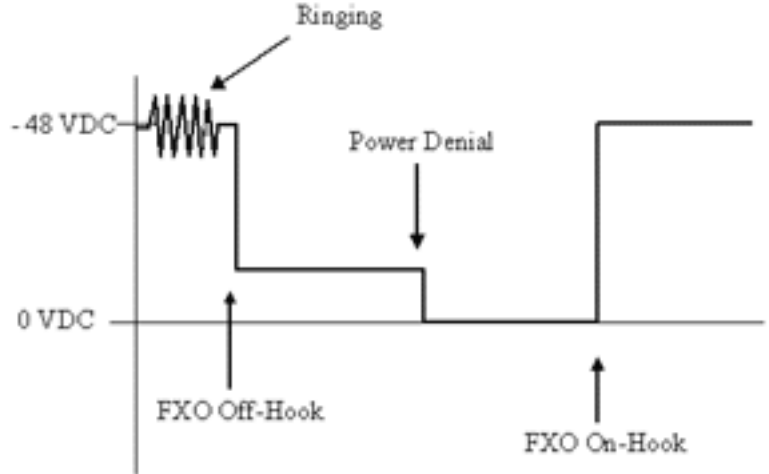 Ringing
- 48 VDC
Power Denial
0 VDC
FXO Off-Hook
FXO On-Hook